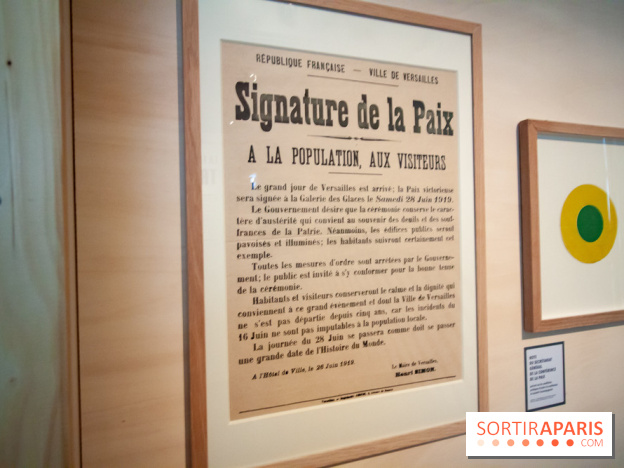 RÉPUBLIQUE FRANÇAISE — VILLE DE VERSAILLES
Signature de la Paix
A LA POPULATION, AUX VISITEURS
Le grand jour de Versailles est arrivé; la Paix victorieuse
sera signée à la Galerie des Glaces le Samedi 28 Juin 1919.
Le Gouvernement désire que la cérémonie conserve le carac-
tère d'austérité qui convient au souvenir des deuils et des souf-
frances de la Patrie. Néanmoins, les édifices publics seront
pavoisés et illuminés; les habitants suivront certainement cet
exemple.
Toutes les mesures d'ordre sont arrêtées par le Gouverne-
ment; le public est invité à s'y conformer pour la bonne tenue
de la cérémonie.
Habitants et visiteurs conserveront le calme et la dignité qui
conviennent à ce grand évènement et dont la Ville de Versailles
ne s'est pas départie depuis cinq ans, car les incidents du
16 Juin ne sont pas imputables à la population locale.
La journée du 28 Juin se passera comme doit se passer
une grande date de l'Histoire du Monde.
A l'Hôtel de Ville, le 26 Juin 1919.
Le Maire de Versailles,
Henri SIMON.
SORTIRAPARIS
.com